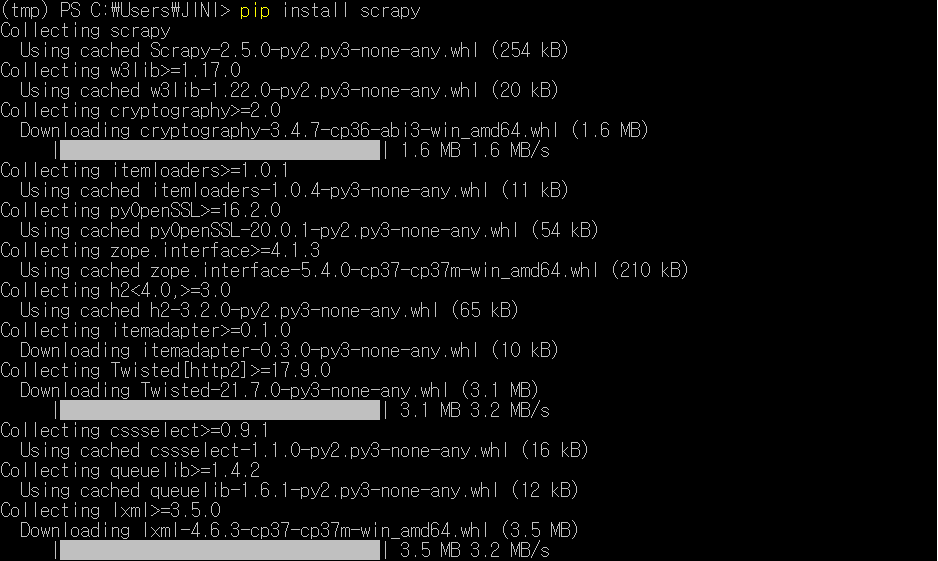 (tmp) PS C:₩Users₩JINI> pip install scrapy
Collecting scrapy
  Using cached Scrapy-2.5.0-py2.py3-none-any.whl (254 kB)
Collecting w3lib>=1.17.0
  Using cached w3lib-1.22.0-py2.py3-none-any.whl (20 kB)
Collecting cryptography>=2.0
  Downloading cryptography-3.4.7-cp36-abi3-win_amd64.whl (1.6 MB)
     |████████████████████████████████| 1.6 MB 1.6 MB/s
Collecting itemloaders>=1.0.1
  Using cached itemloaders-1.0.4-py3-none-any.whl (11 kB)
Collecting pyOpenSSL>=16.2.0
  Using cached pyOpenSSL-20.0.1-py2.py3-none-any.whl (54 kB)
Collecting zope.interface>=4.1.3
  Using cached zope.interface-5.4.0-cp37-cp37m-win_amd64.whl (210 kB)
Collecting h2<4.0,>=3.0
  Using cached h2-3.2.0-py2.py3-none-any.whl (65 kB)
Collecting itemadapter>=0.1.0
  Downloading itemadapter-0.3.0-py3-none-any.whl (10 kB)
Collecting Twisted[http2]>=17.9.0
  Downloading Twisted-21.7.0-py3-none-any.whl (3.1 MB)
     |████████████████████████████████| 3.1 MB 3.2 MB/s
Collecting cssselect>=0.9.1
  Using cached cssselect-1.1.0-py2.py3-none-any.whl (16 kB)
Collecting queuelib>=1.4.2
  Using cached queuelib-1.6.1-py2.py3-none-any.whl (12 kB)
Collecting lxml>=3.5.0
  Downloading lxml-4.6.3-cp37-cp37m-win_amd64.whl (3.5 MB)
     |████████████████████████████████| 3.5 MB 3.2 MB/s